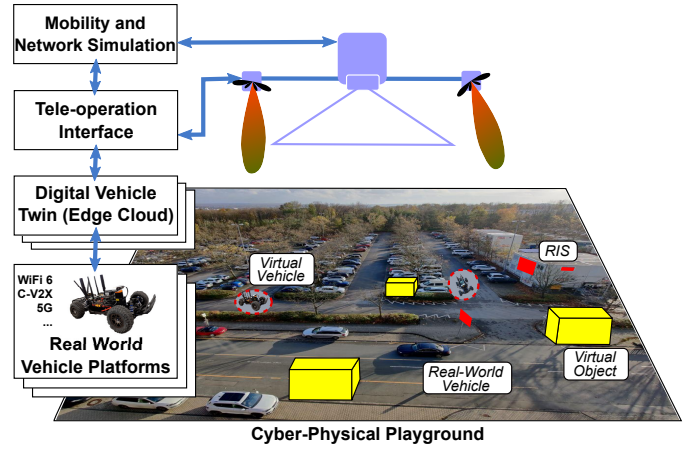 Mobility and
Network Simulation
Tele-operation
Interface
Digital Vehicle
Twin (Edge Cloud)
WiFi 6
C-V2X
5G
...
Real World
Vehicle Platforms
Virtual
Vehicle
RIS
Real-World
Vehicle
Virtual
Object
Cyber-Physical Playground